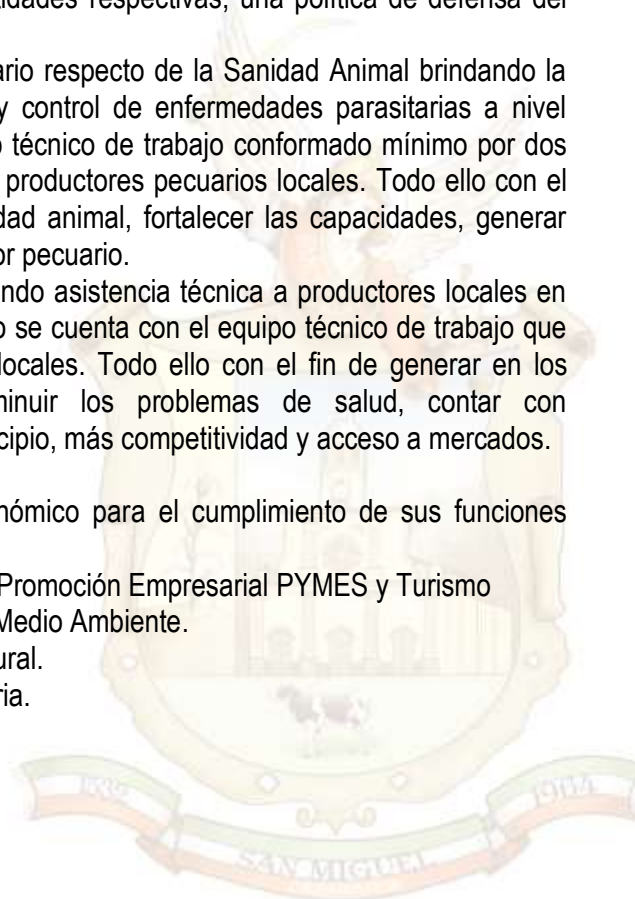 respectivas, una política de defensa del
ario respecto de la Sanidad Animal brindando la
y control de enfermedades parasitarias a nivel
o técnico de trabajo conformado mínimo por dos
productores pecuarios locales. Todo ello con el
dad animal, fortalecer las capacidades, generar
or pecuario.
ndo asistencia técnica a productores locales en
o se cuenta con el equipo técnico de trabajo que
locales. Todo ello con el fin de generar en los
minuir los problemas de salud, contar con
cipio, más competitividad y acceso a mercados.
nómico para el cumplimiento de sus funciones
Promoción Empresarial PYMES y Turismo
Medio Ambiente.
ural.
ria.
SAN MIGUEL